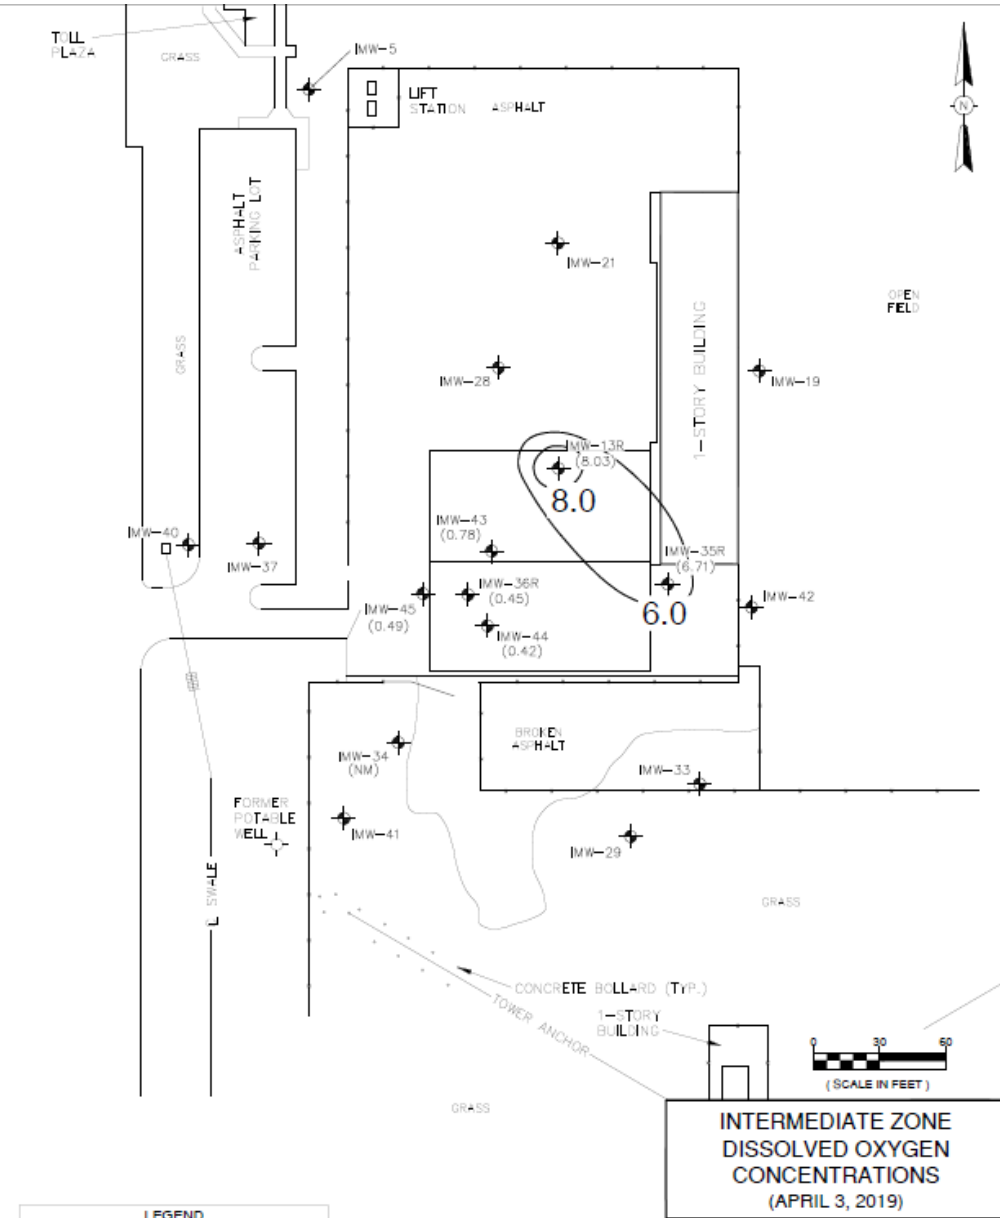 TOLL
PLAZA
GRASS
IMW-5
LIFT
STATION
ASPHALT
N
ASPHALT
PARKING LOT
IMW-21
OPEN
FIELD
GRASS
1-STORY BUILDING
IMW-28
IMW-19
IMW-13R
(8.03)
8.0
IMW-43
(0.78)
IMW-40
IMW-37
IMW-35R
(6.71)
IMW-36R
(0.45)
IMW-45
(0.49)
IMW-42
6.0
IMW-44
(0.42)
BROKEN
ASPHALT
IMW-34
(NM)
IMW-33
FORMER
POTABLE
WELL
IMW-41
IMW-29
SWALE
GRASS
CONCRETE BOLLARD (TYP.)
TOWER ANCHOR
1-STORY
BUILDING
0 30 60
( SCALE IN FEET )
GRASS
INTERMEDIATE ZONE
DISSOLVED OXYGEN
CONCENTRATIONS
(APRIL 3, 2019)
LEGEND